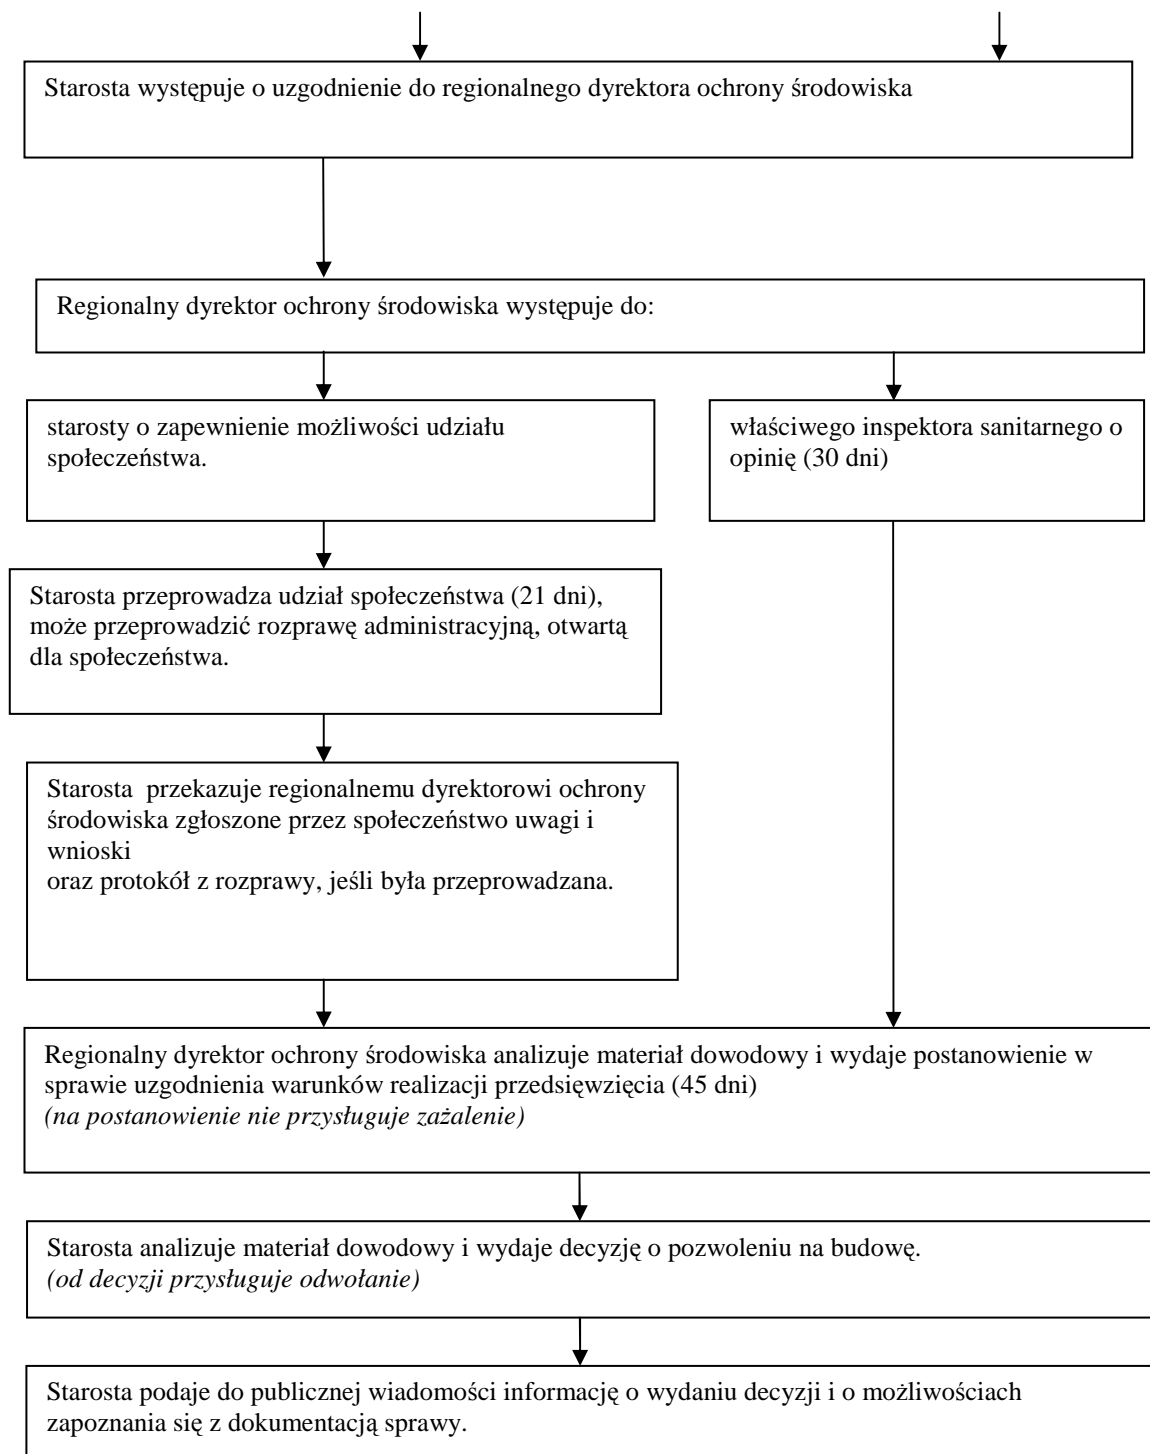 Starosta występuje o uzgodnienie do regionalnego dyrektora ochrony środowiska
Regionalny dyrektor ochrony środowiska występuje do:
starosty o zapewnienie możliwości udziału
społeczeństwa.
właściwego inspektora sanitarnego o
opinię (30 dni)
Starosta przeprowadza udział społeczeństwa (21 dni),
może przeprowadzić rozprawę administracyjną, otwartą
dla społeczeństwa.
Starosta przekazuje regionalnemu dyrektorowi ochrony
środowiska zgłoszone przez społeczeństwo uwagi i
wnioski
oraz protokół z rozprawy, jeśli była przeprowadzana.
Regionalny dyrektor ochrony środowiska analizuje materiał dowodowy i wydaje postanowienie w
sprawie uzgodnienia warunków realizacji przedsięwzięcia (45 dni)
(na postanowienie nie przysługuje zażalenie)
Starosta analizuje materiał dowodowy i wydaje decyzję o pozwoleniu na budowę.
(od decyzji przysługuje odwołanie)
Starosta podaje do publicznej wiadomości informację o wydaniu decyzji i o możliwościach
zapoznania się z dokumentacją sprawy.